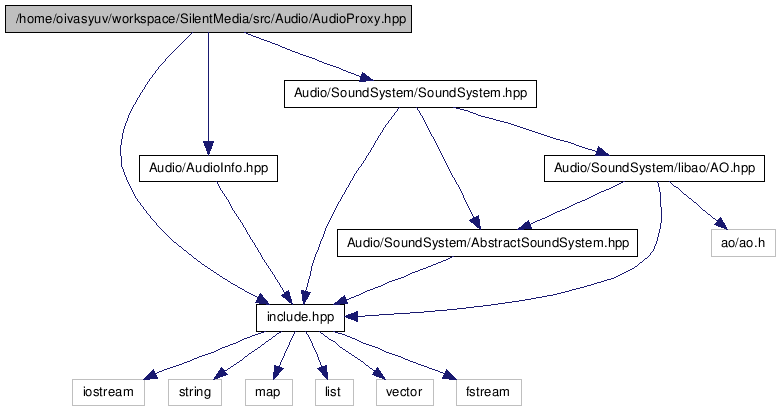 /home/oivasyuv/workspace/SilentMedia/src/Audio/AudioProxy.hpp
Audio/SoundSystem/SoundSystem.hpp
Audio/AudioInfo.hpp
Audio/SoundSystem/libao/AO.hpp
Audio/SoundSystem/AbstractSoundSystem.hpp
ao/ao.h
include.hpp
iostream
string
map
list
vector
fstream